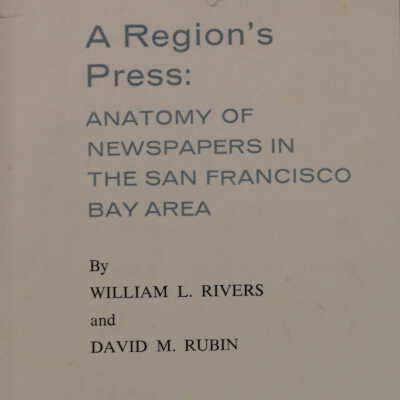 A Region's
Press:
ANATOMY OF
NEWSPAPERS IN
THE SAN FRANCISCO
BAY AREA
By
WILLIAM L. RIVERS
and
DAVID M. RUBIN